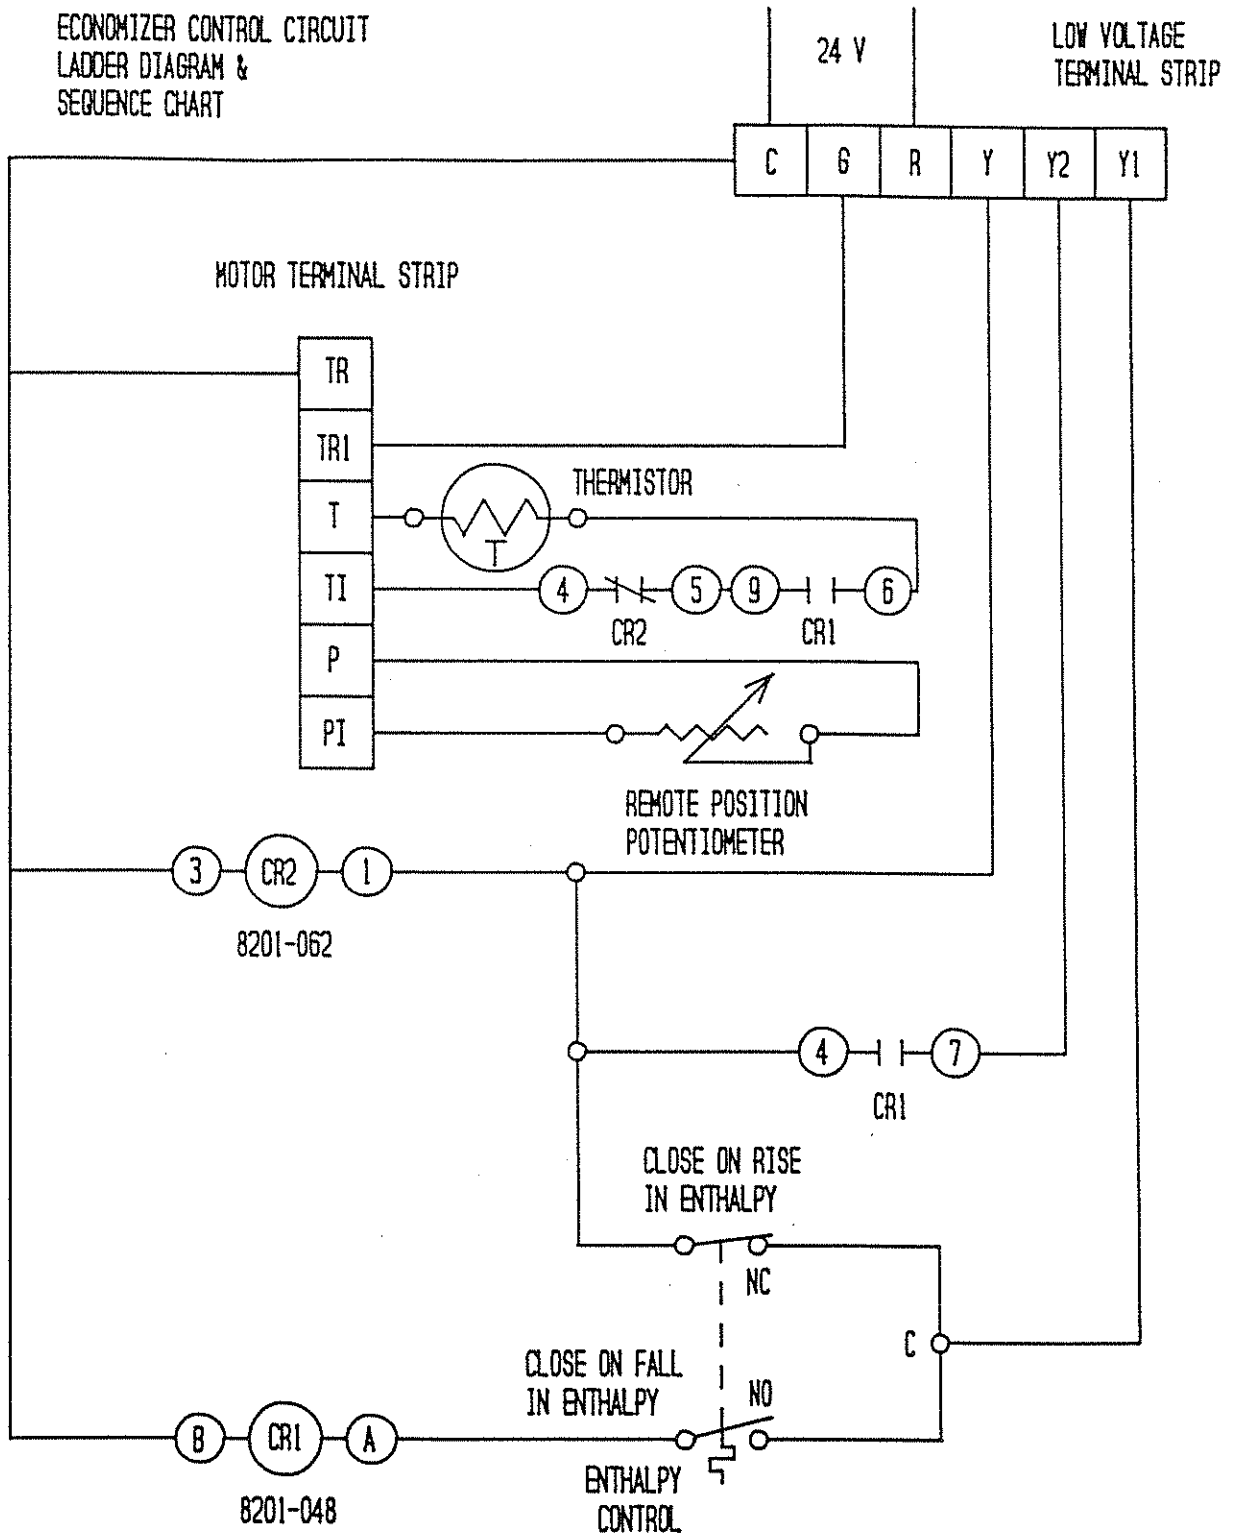 ECONOMIZER CONTROL CIRCUIT
LADDER DIAGRAM &
SEQUENCE CHART
24 V
LOW VOLTAGE
TERMINAL STRIP
C G R Y Y2 Y1
MOTOR TERMINAL STRIP
TR
TR1
THERMISTOR
T
T
TI
4
5
9
6
CR2
CR1
P
PI
REMOTE POSITION
POTENTIOMETER
3
CR2
1
8201-062
4
7
CR1
CLOSE ON RISE
IN ENTHALPY
NC
C
CLOSE ON FALL
IN ENTHALPY
NO
B
CR1
A
ENTHALPY
CONTROL
8201-048